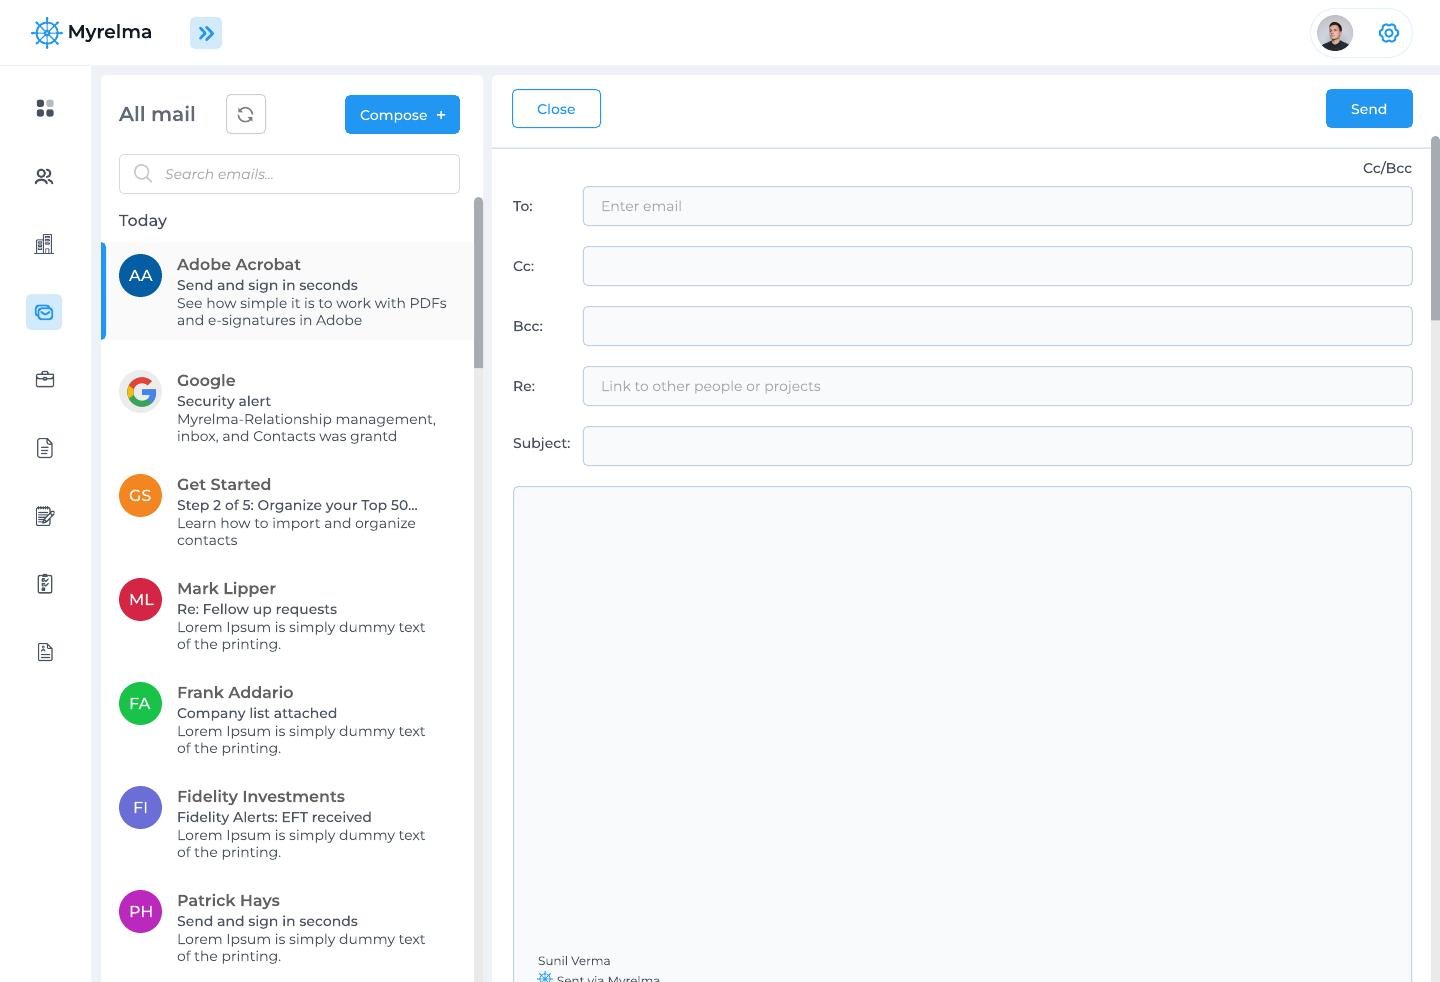 Myrelma
All mail
Compose +
Search emails...
Today
AA
Adobe Acrobat
Send and sign in seconds
See how simple it is to work with PDFs
and e-signatures in Adobe
Google
Security alert
Myrelma-Relationship management,
inbox, and Contacts was grantd
GS
Get Started
Step 2 of 5: Organize your Top 50...
Learn how to import and organize
contacts
ML
Mark Lipper
Re: Fellow up requests
Lorem Ipsum is simply dummy text
of the printing.
FA
Frank Addario
Company list attached
Lorem Ipsum is simply dummy text
of the printing.
FI
Fidelity Investments
Fidelity Alerts: EFT received
Lorem Ipsum is simply dummy text
of the printing.
PH
Patrick Hays
Send and sign in seconds
Lorem Ipsum is simply dummy text
of the printing.
Close
Send
Cc/Bcc
To:
Enter email
Cc:
Bcc:
Re:
Link to other people or projects
Subject:
Sunil Verma
Sent via Myrelma